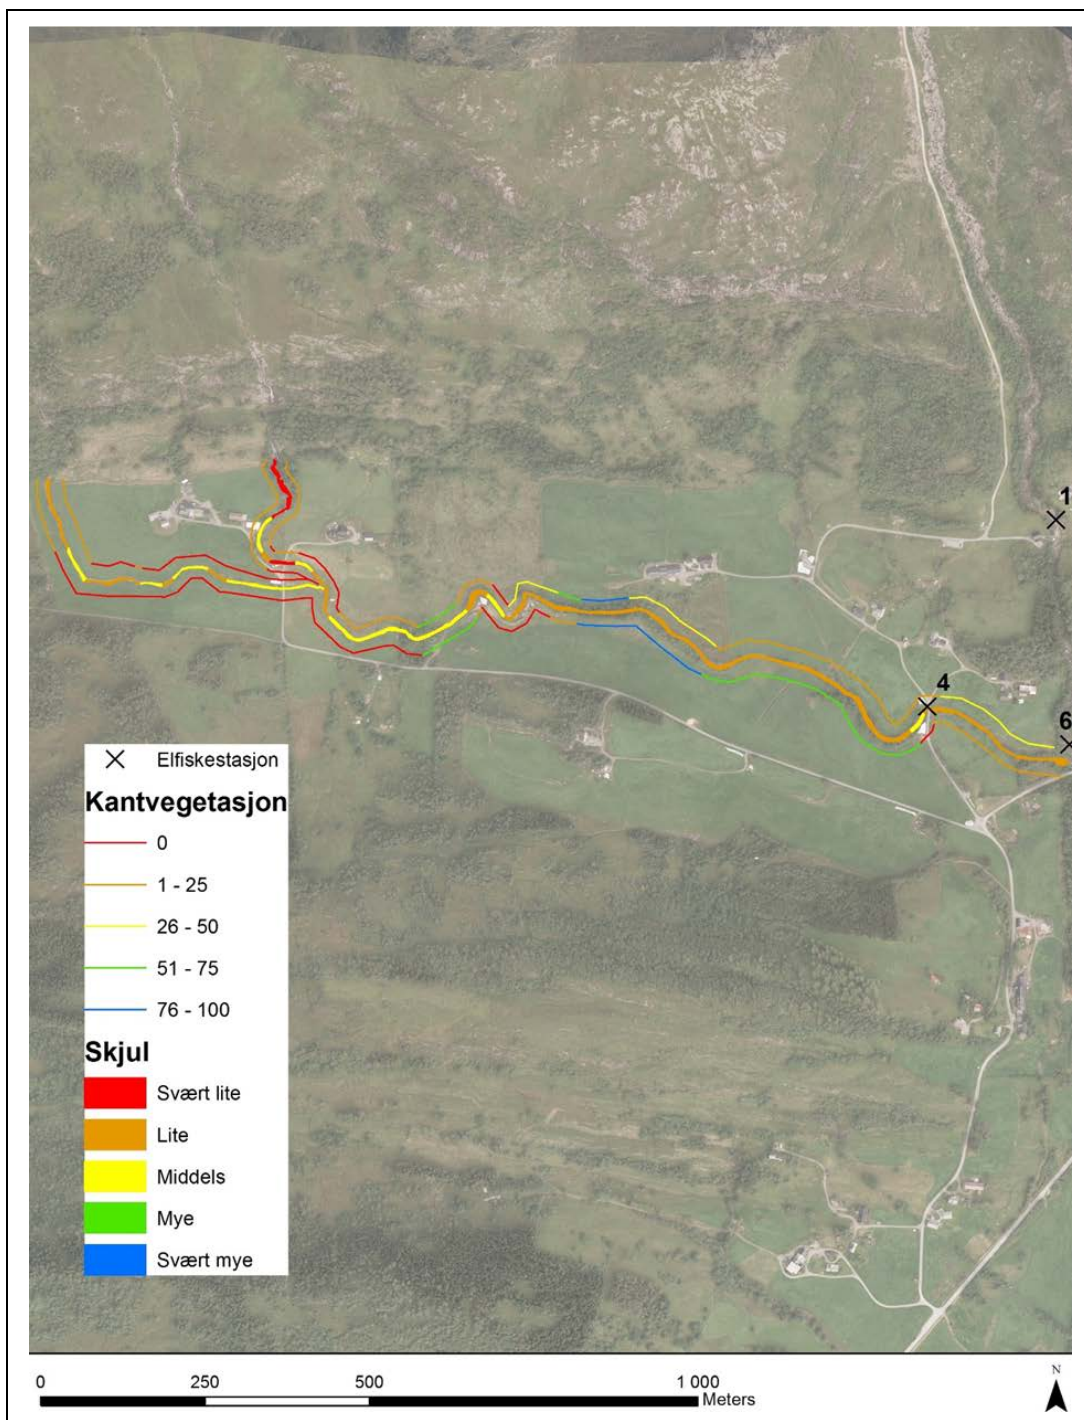 1
4
6
Elfiskestasjon
Kantvegetasjon
0
1 - 25
26 - 50
51 - 75
76 - 100
Skjul
Svært lite
Lite
Middels
Mye
Svært mye
0 250 500 1 000
Meters
N